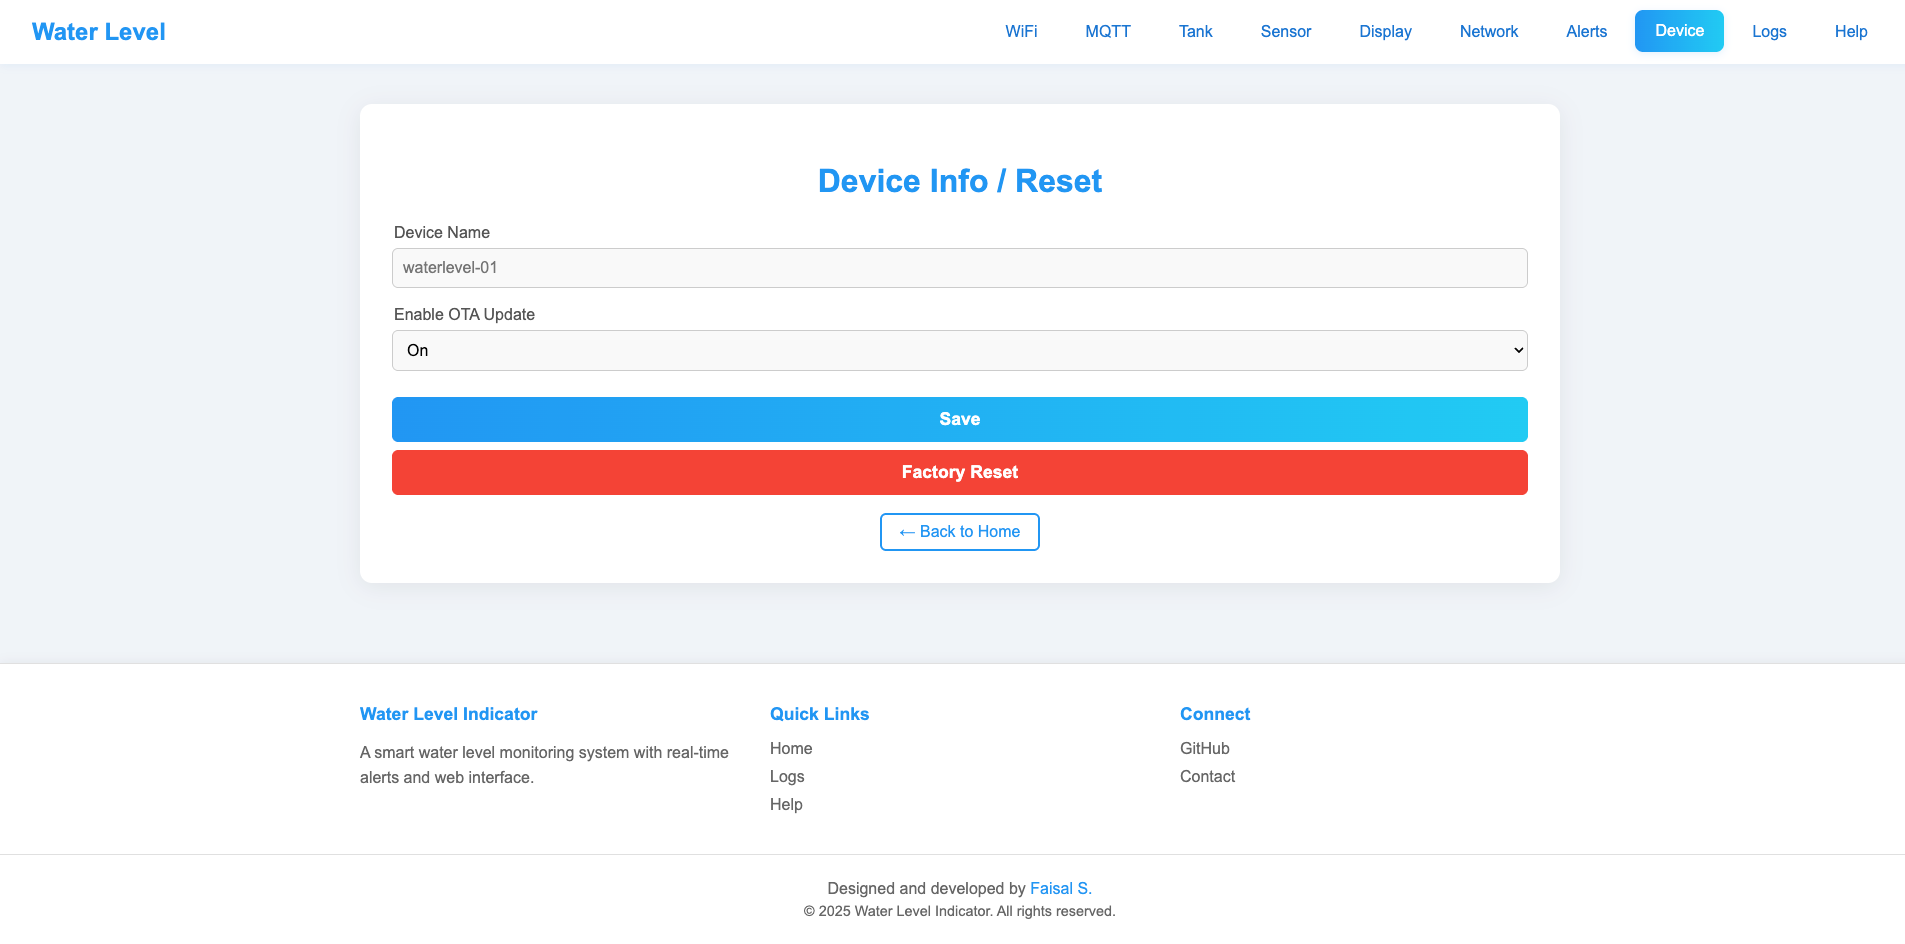 Water Level
WiFi
MQTT
Tank
Sensor
Display
Network
Alerts
Device
Logs
Help
Device Info / Reset
Device Name
waterlevel-01
Enable OTA Update
On
Save
Factory Reset
← Back to Home
Water Level Indicator
A smart water level monitoring system with real-time
alerts and web interface.
Quick Links
Home
Logs
Help
Connect
GitHub
Contact
Designed and developed by Faisal S.
© 2025 Water Level Indicator. All rights reserved.